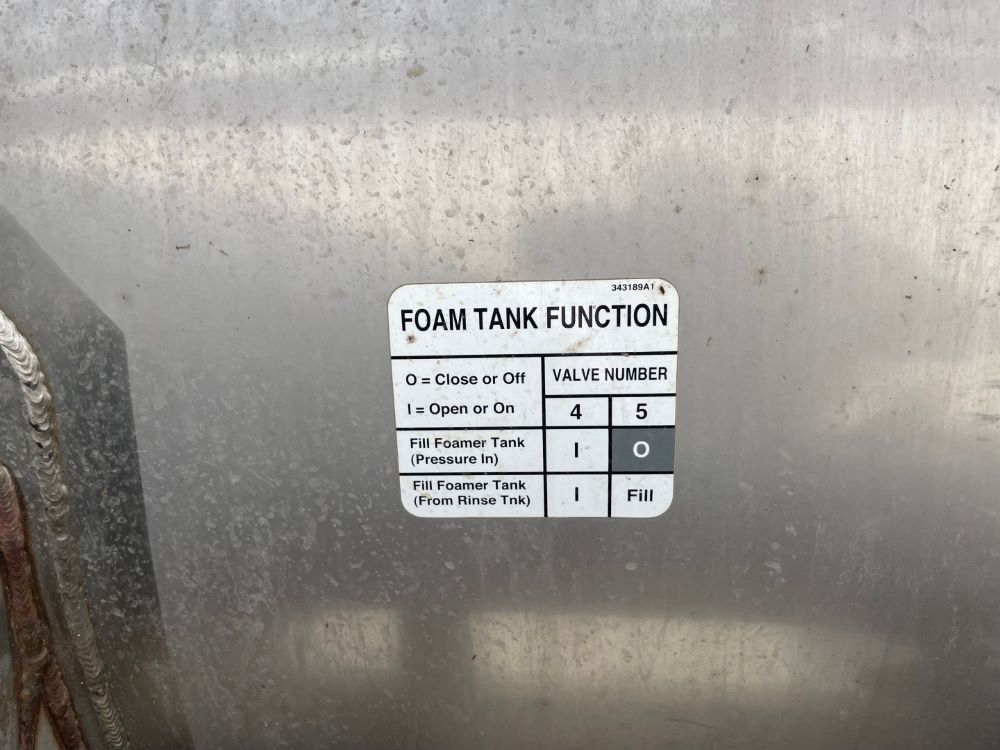 343189A1
FOAM TANK FUNCTION
O = Close or Off
I = Open or On
VALVE NUMBER
4 5
Fill Foamer Tank
(Pressure In)
I O
Fill Foamer Tank
(From Rinse Tnk)
I Fill